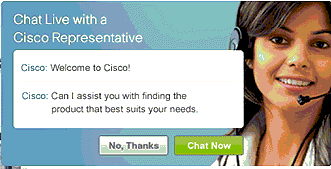 Chat Live with a
Cisco Representative
Cisco: Welcome to Cisco!
Cisco: Can I assist you with finding the
product that best suits your needs.
No, Thanks
Chat Now